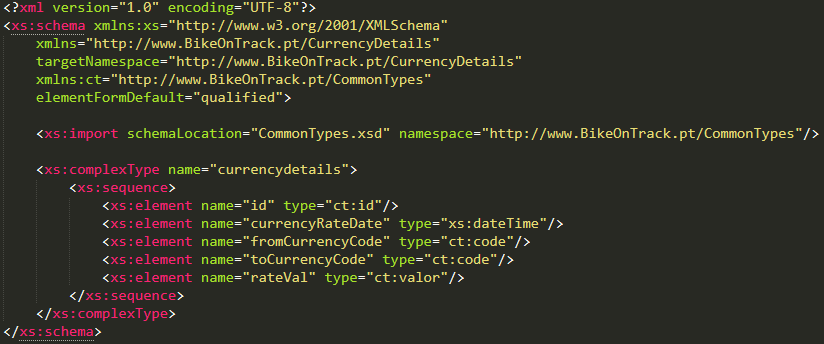 <?xml version="1.0" encoding="UTF-8"?>
<xs:schema xmlns:xs="http://www.w3.org/2001/XMLSchema"
xmlns="http://www.BikeOnTrack.pt/CurrencyDetails"
targetNamespace="http://www.BikeOnTrack.pt/CurrencyDetails"
xmlns:ct="http://www.BikeOnTrack.pt/CommonTypes"
elementFormDefault="qualified">
<xs:import schemaLocation="CommonTypes.xsd" namespace="http://www.BikeOnTrack.pt/CommonTypes"/>
<xs:complexType name="currencydetails">
<xs:sequence>
<xs:element name="id" type="ct:id"/>
<xs:element name="currencyRateDate" type="xs:dateTime"/>
<xs:element name="fromCurrencyCode" type="ct:code"/>
<xs:element name="toCurrencyCode" type="ct:code"/>
<xs:element name="rateVal" type="ct:valor"/>
</xs:sequence>
</xs:complexType>
</xs:schema>